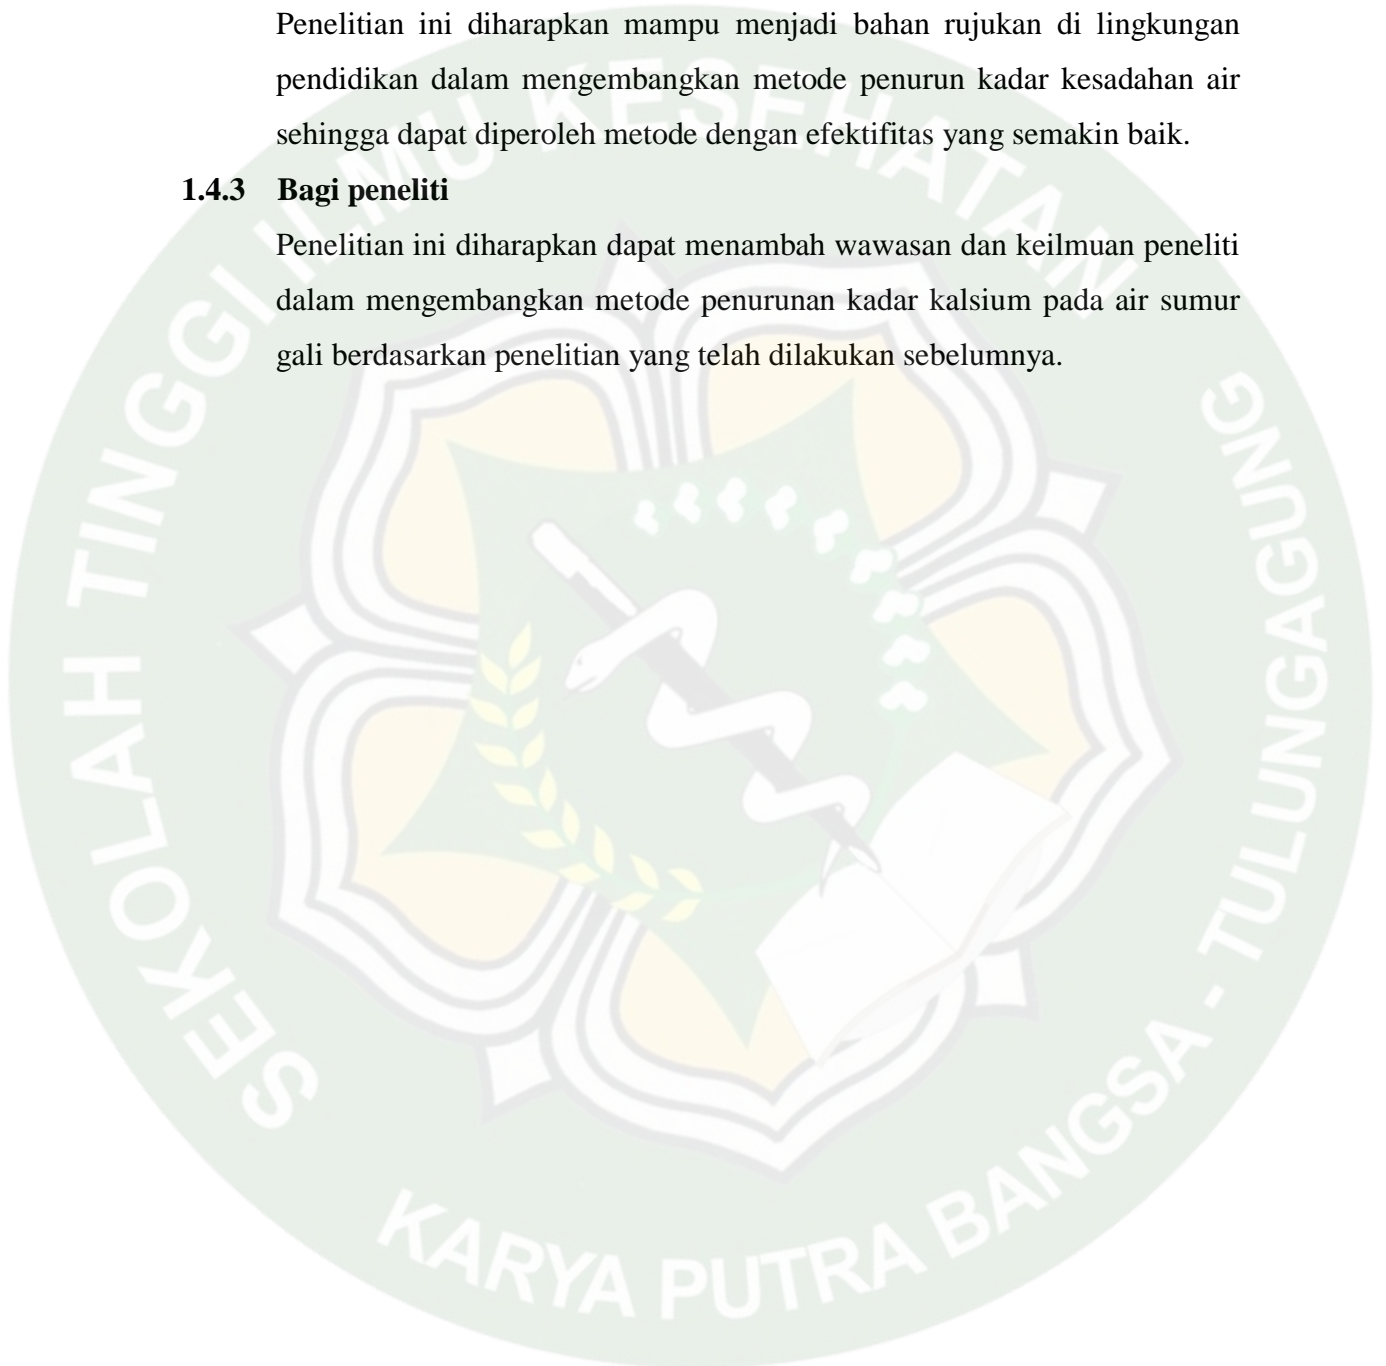 Penelitian ini diharapkan mampu menjadi bahan rujukan di lingkungan
pendidikan dalam mengembangkan metode penurun kadar kesadahan air
sehingga dapat diperoleh metode dengan efektifitas yang semakin baik.
1.4.3 Bagi peneliti
Penelitian ini diharapkan dapat menambah wawasan dan keilmuan peneliti
dalam mengembangkan metode penurunan kadar kalsium pada air sumur
gali berdasarkan penelitian yang telah dilakukan sebelumnya.
SEKOLAH TINGGI ILMU KESEHATAN
KARYA PUTRA BANGSA - TULUNGAGUNG